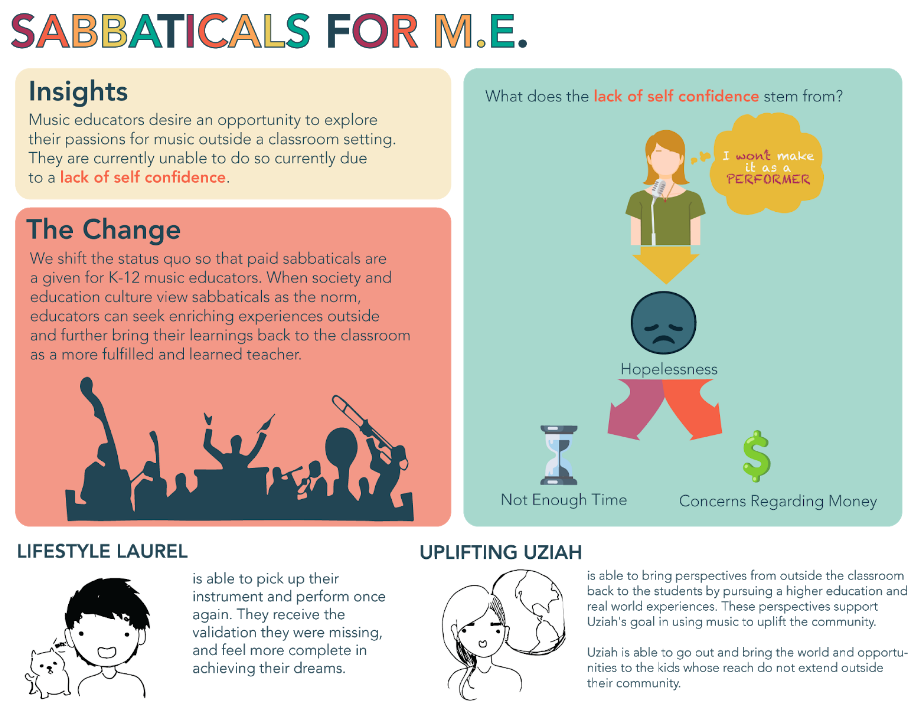 SABBATICALS FOR M.E.
Insights
Music educators desire an opportunity to explore
their passions for music outside a classroom setting.
They are currently unable to do so currently due
to a lack of self confidence.
The Change
We shift the status quo so that paid sabbaticals are
a given for K-12 music educators. When society and
education culture view sabbaticals as the norm,
educators can seek enriching experiences outside
and further bring their learnings back to the classroom
as a more fulfilled and learned teacher.
What does the lack of self confidence stem from?
I won't make
it as a
PERFORMER
Hopelessness
Not Enough Time
Concerns Regarding Money
LIFESTYLE LAUREL
is able to pick up their
instrument and perform once
again. They receive the
validation they were missing,
and feel more complete in
achieving their dreams.
UPLIFTING UZIAH
is able to bring perspectives from outside the classroom
back to the students by pursuing a higher education and
real world experiences. These perspectives support
Uziah's goal in using music to uplift the community.
Uziah is able to go out and bring the world and opportu-
nities to the kids whose reach do not extend outside
their community.